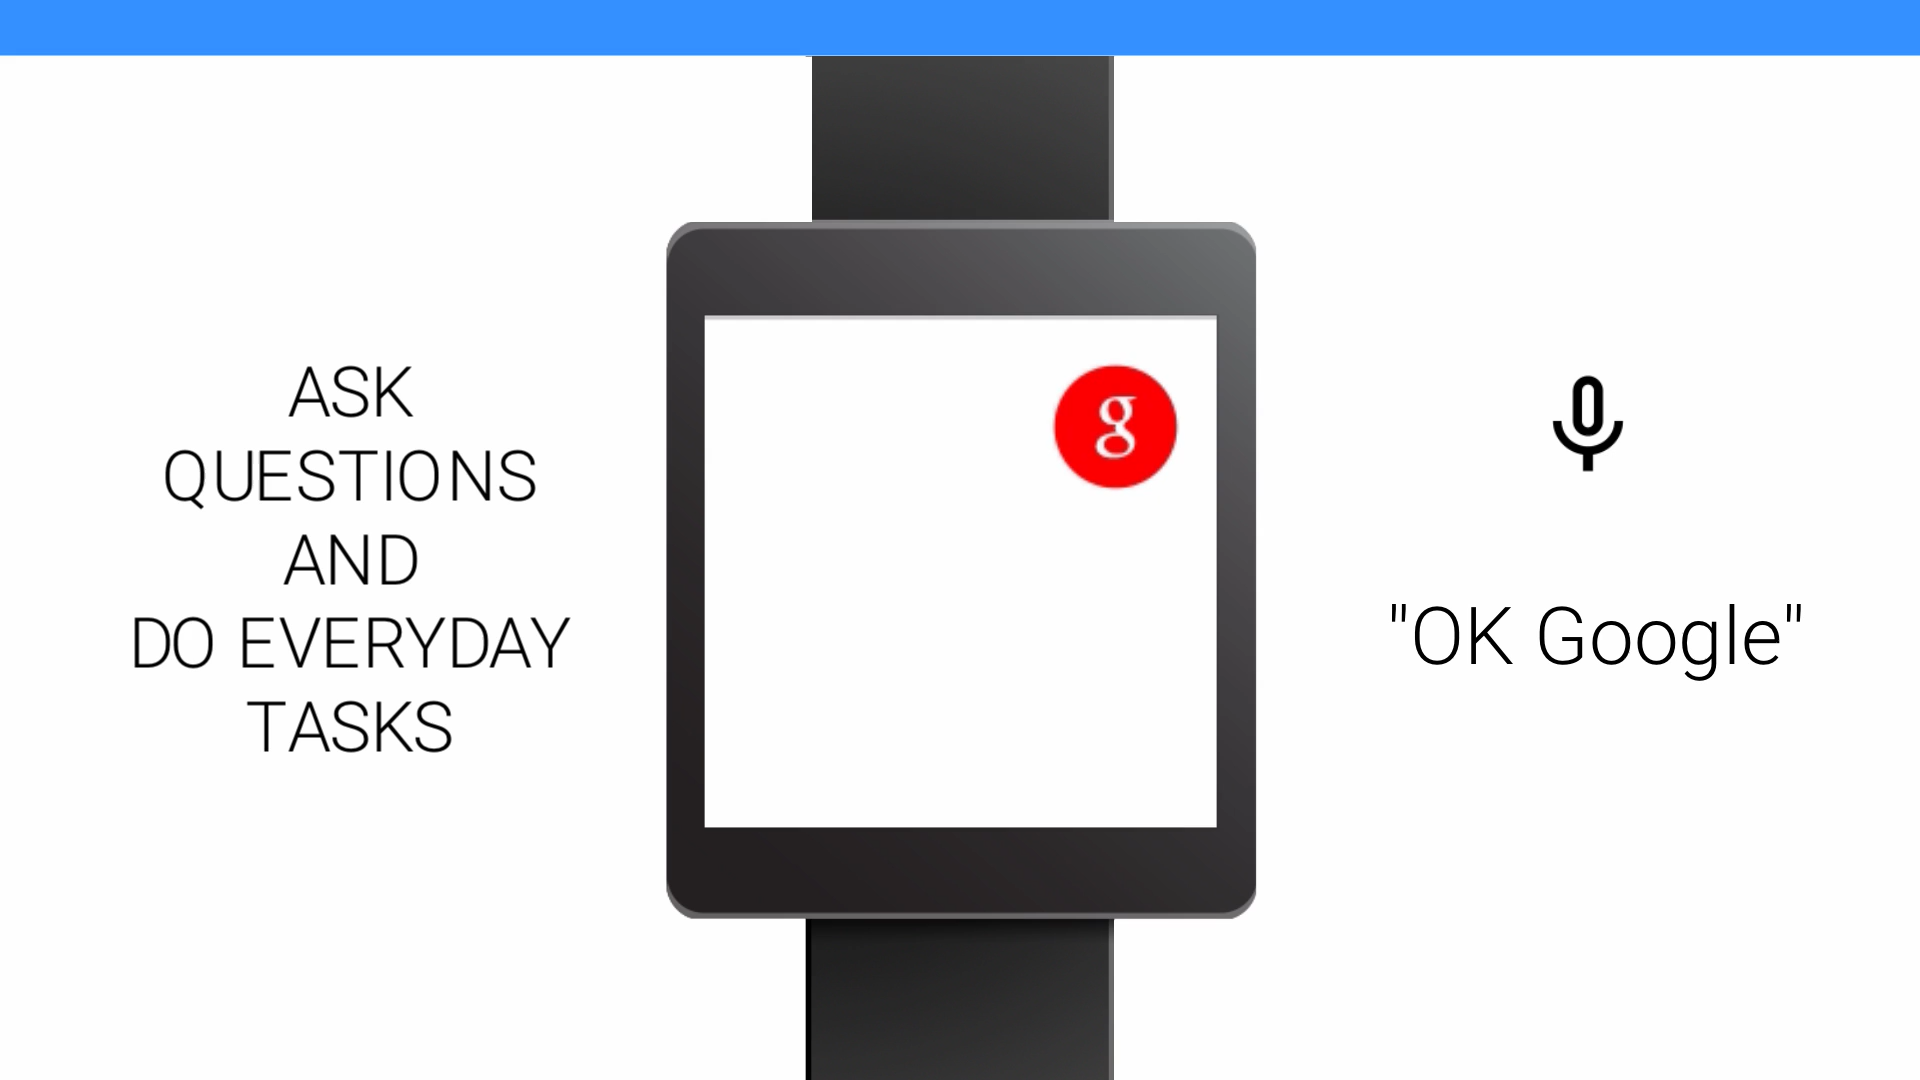 ASK
QUESTIONS
AND
DO EVERYDAY
TASKS
g
"OK Google"